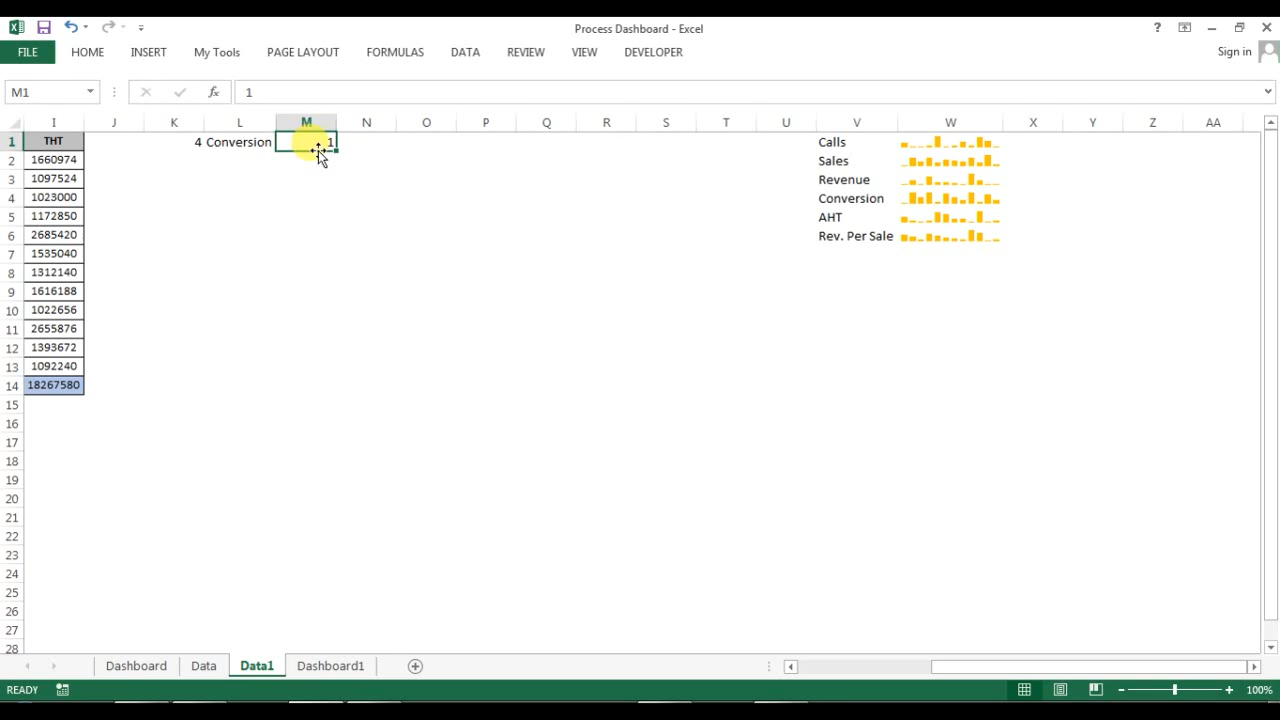 Process Dashboard - Excel
?
FILE HOME INSERT My Tools PAGE LAYOUT FORMULAS DATA REVIEW VIEW DEVELOPER Sign in
M1 fx 1
I J K L M N O P Q R S T U V W X Y Z AA
1 THT 4 Conversion 1 Calls
2 1660974 Sales
3 1097524 Revenue
4 1023000 Conversion
5 1172850 AHT
6 2685420 Rev. Per Sale
7 1535040
8 1312140
9 1616188
10 1022656
11 2655876
12 1393672
13 1092240
14 18267580
15
16
17
18
19
20
21
22
23
24
25
26
27
28
Dashboard Data Data1 Dashboard1
READY 100%